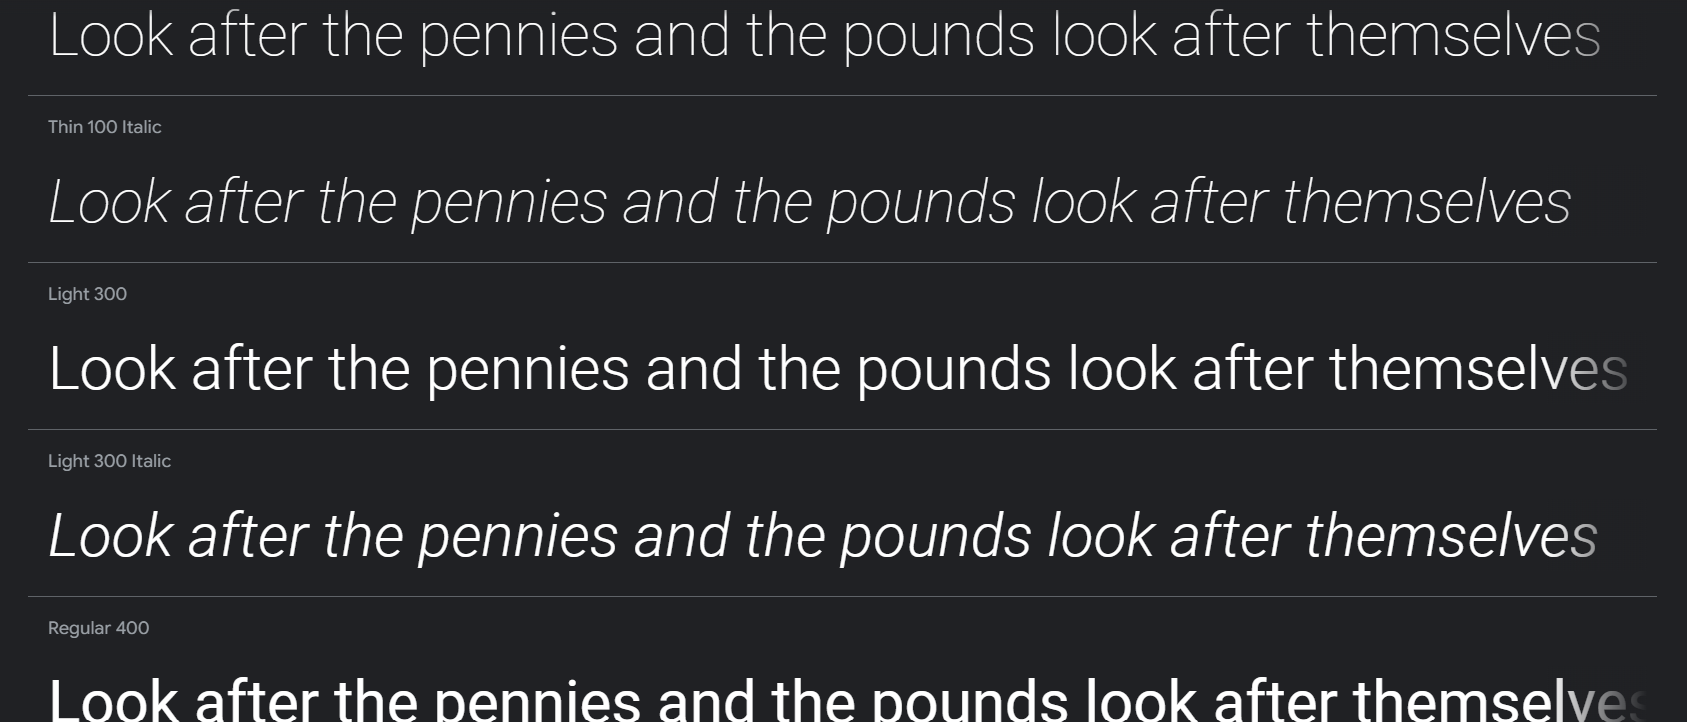 Look after the pennies and the pounds look after themselves
Thin 100 Italic
Look after the pennies and the pounds look after themselves
Light 300
Look after the pennies and the pounds look after themselves
Light 300 Italic
Look after the pennies and the pounds look after themselves
Regular 400
Look after the pennies and the pounds look after themselves